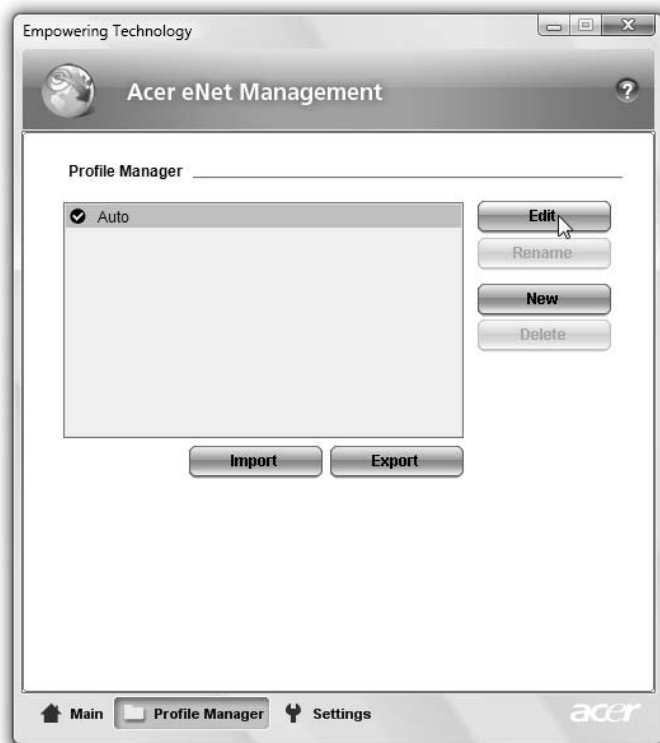 Empowering Technology
Acer eNet Management
?
Profile Manager
Auto
Edit
Rename
New
Delete
Import Export
Main Profile Manager Settings
acer